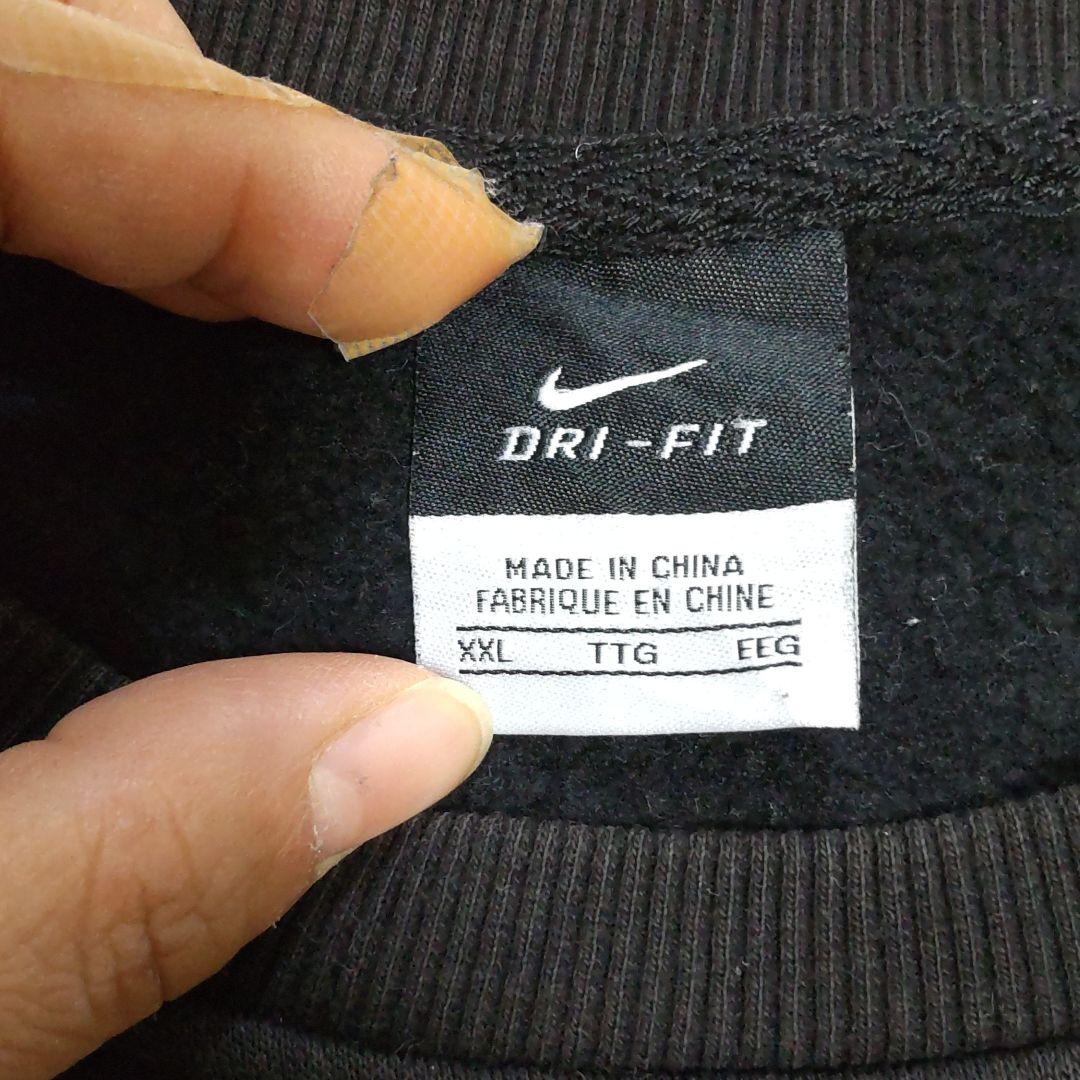 DRI-FIT
MADE IN CHINA
FABRIQUE EN CHINE
XXL TTG EEG